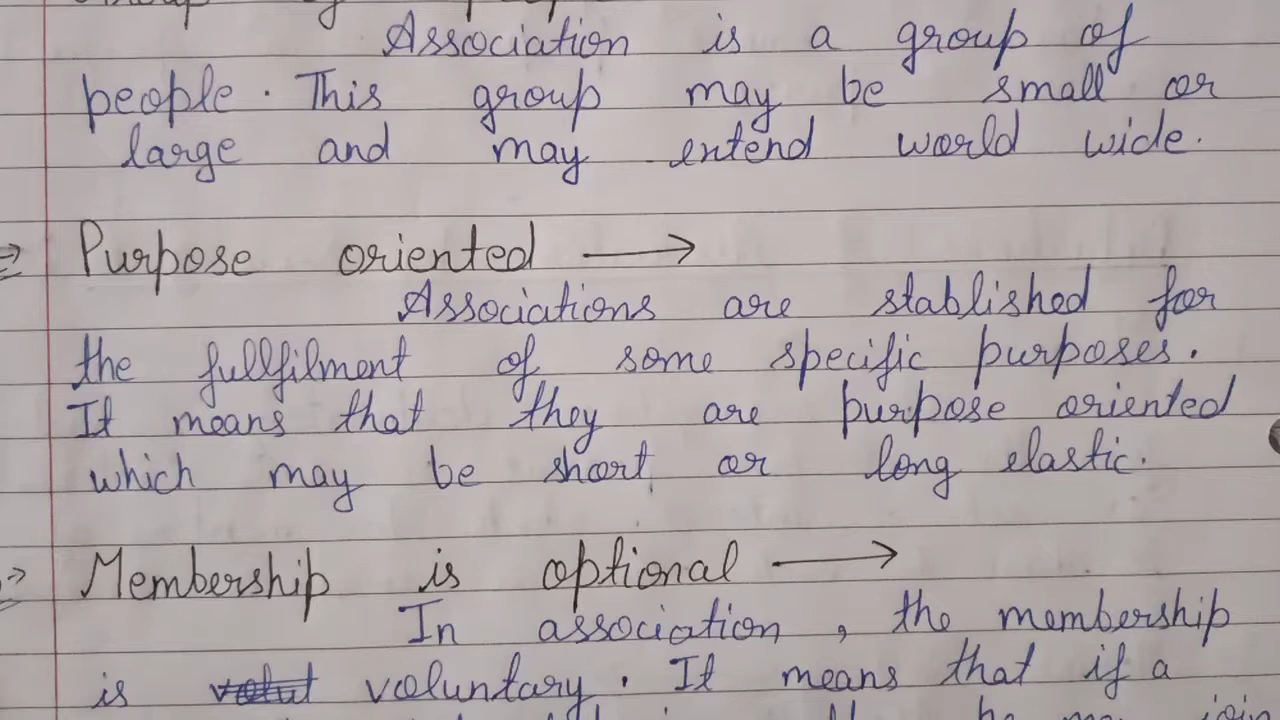 Association is a group of
people. This group may be small or
large and may extend world wide.
⇒ Purpose oriented →
Associations are stablished for
the fullfilment of some specific purposes.
It means that they are purpose oriented
which may be short or long elastic.
⇒ Membership is optional →
In association, the membership
is voluntary. It means that if a